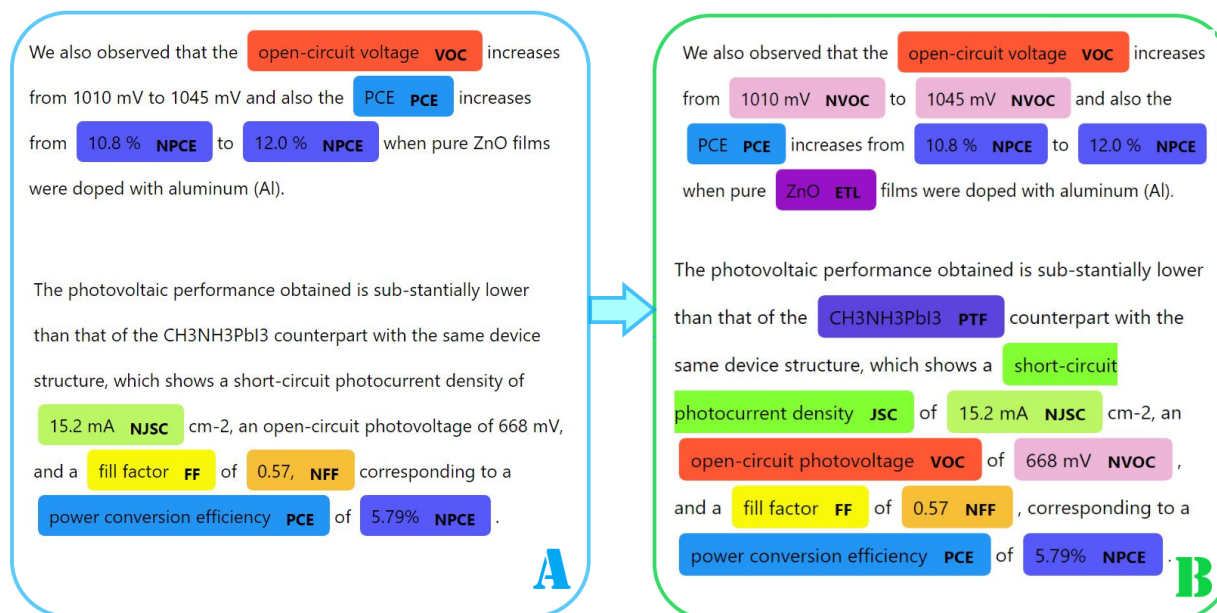 We also observed that the open-circuit voltage VOC increases
from 1010 mV to 1045 mV and also the PCE PCE increases
from 10.8 % NPCE to 12.0 % NPCE when pure ZnO films
were doped with aluminum (Al).
The photovoltaic performance obtained is sub-stantially lower
than that of the CH3NH3PbI3 counterpart with the same device
structure, which shows a short-circuit photocurrent density of
15.2 mA NJSC cm-2, an open-circuit photovoltage of 668 mV,
and a fill factor FF of 0.57, NFF corresponding to a
power conversion efficiency PCE of 5.79% NPCE .
A
We also observed that the open-circuit voltage VOC increases
from 1010 mV NVOC to 1045 mV NVOC and also the
PCE PCE increases from 10.8 % NPCE to 12.0 % NPCE
when pure ZnO ETL films were doped with aluminum (Al).
The photovoltaic performance obtained is sub-stantially lower
than that of the CH3NH3PbI3 PTF counterpart with the
same device structure, which shows a short-circuit
photocurrent density JSC of 15.2 mA NJSC cm-2, an
open-circuit photovoltage VOC of 668 mV NVOC ,
and a fill factor FF of 0.57 NFF , corresponding to a
power conversion efficiency PCE of 5.79% NPCE .
B